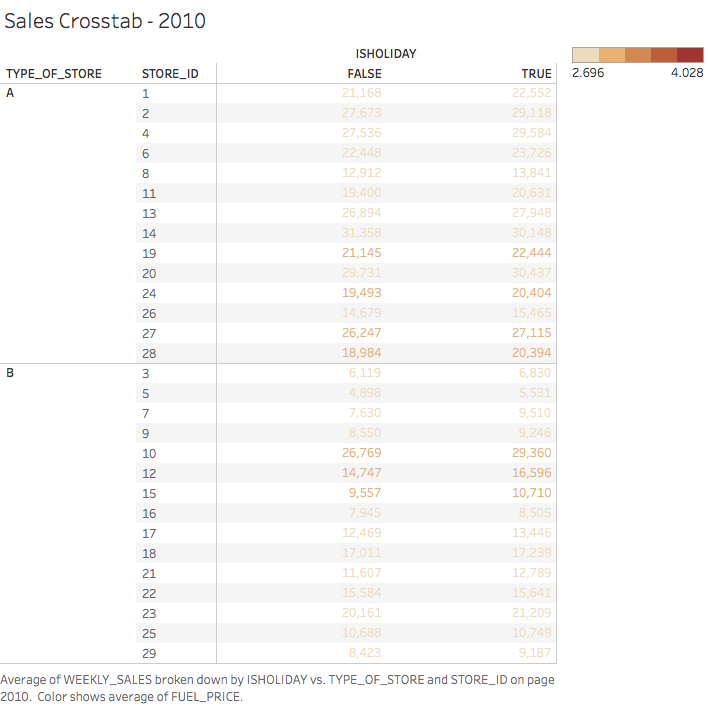 Sales Crosstab - 2010
ISHOLIDAY
TYPE_OF_STORE STORE_ID FALSE TRUE
2.696 4.028
A 1 21,168 22,552
2 27,673 29,118
4 27,536 29,584
6 22,448 23,726
8 12,912 13,841
11 19,400 20,631
13 26,894 27,948
14 31,358 30,148
19 21,145 22,444
20 29,731 30,437
24 19,493 20,404
26 14,679 15,465
27 26,247 27,115
28 18,984 20,394
B 3 6,119 6,830
5 4,898 5,531
7 7,630 9,510
9 8,550 9,246
10 26,769 29,360
12 14,747 16,596
15 9,557 10,710
16 7,945 8,505
17 12,469 13,446
18 17,011 17,239
21 11,607 12,789
22 15,584 15,641
23 20,161 21,209
25 10,688 10,749
29 8,423 9,187
Average of WEEKLY_SALES broken down by ISHOLIDAY vs. TYPE_OF_STORE and STORE_ID on page
2010. Color shows average of FUEL_PRICE.